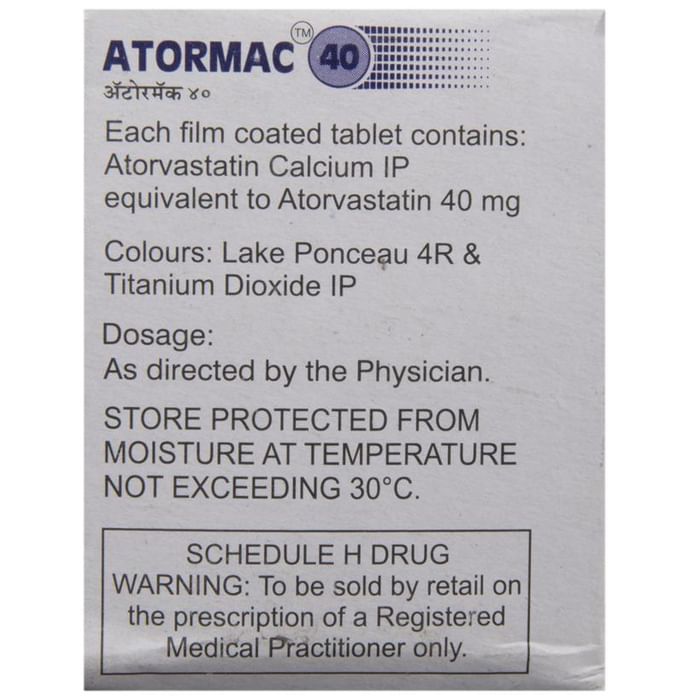 ATORMAC TM 40
ॲटोरमॅक ४०
Each film coated tablet contains:
Atorvastatin Calcium IP
equivalent to Atorvastatin 40 mg
Colours: Lake Ponceau 4R &
Titanium Dioxide IP
Dosage:
As directed by the Physician.
STORE PROTECTED FROM
MOISTURE AT TEMPERATURE
NOT EXCEEDING 30°C.
SCHEDULE H DRUG
WARNING: To be sold by retail on
the prescription of a Registered
Medical Practitioner only.